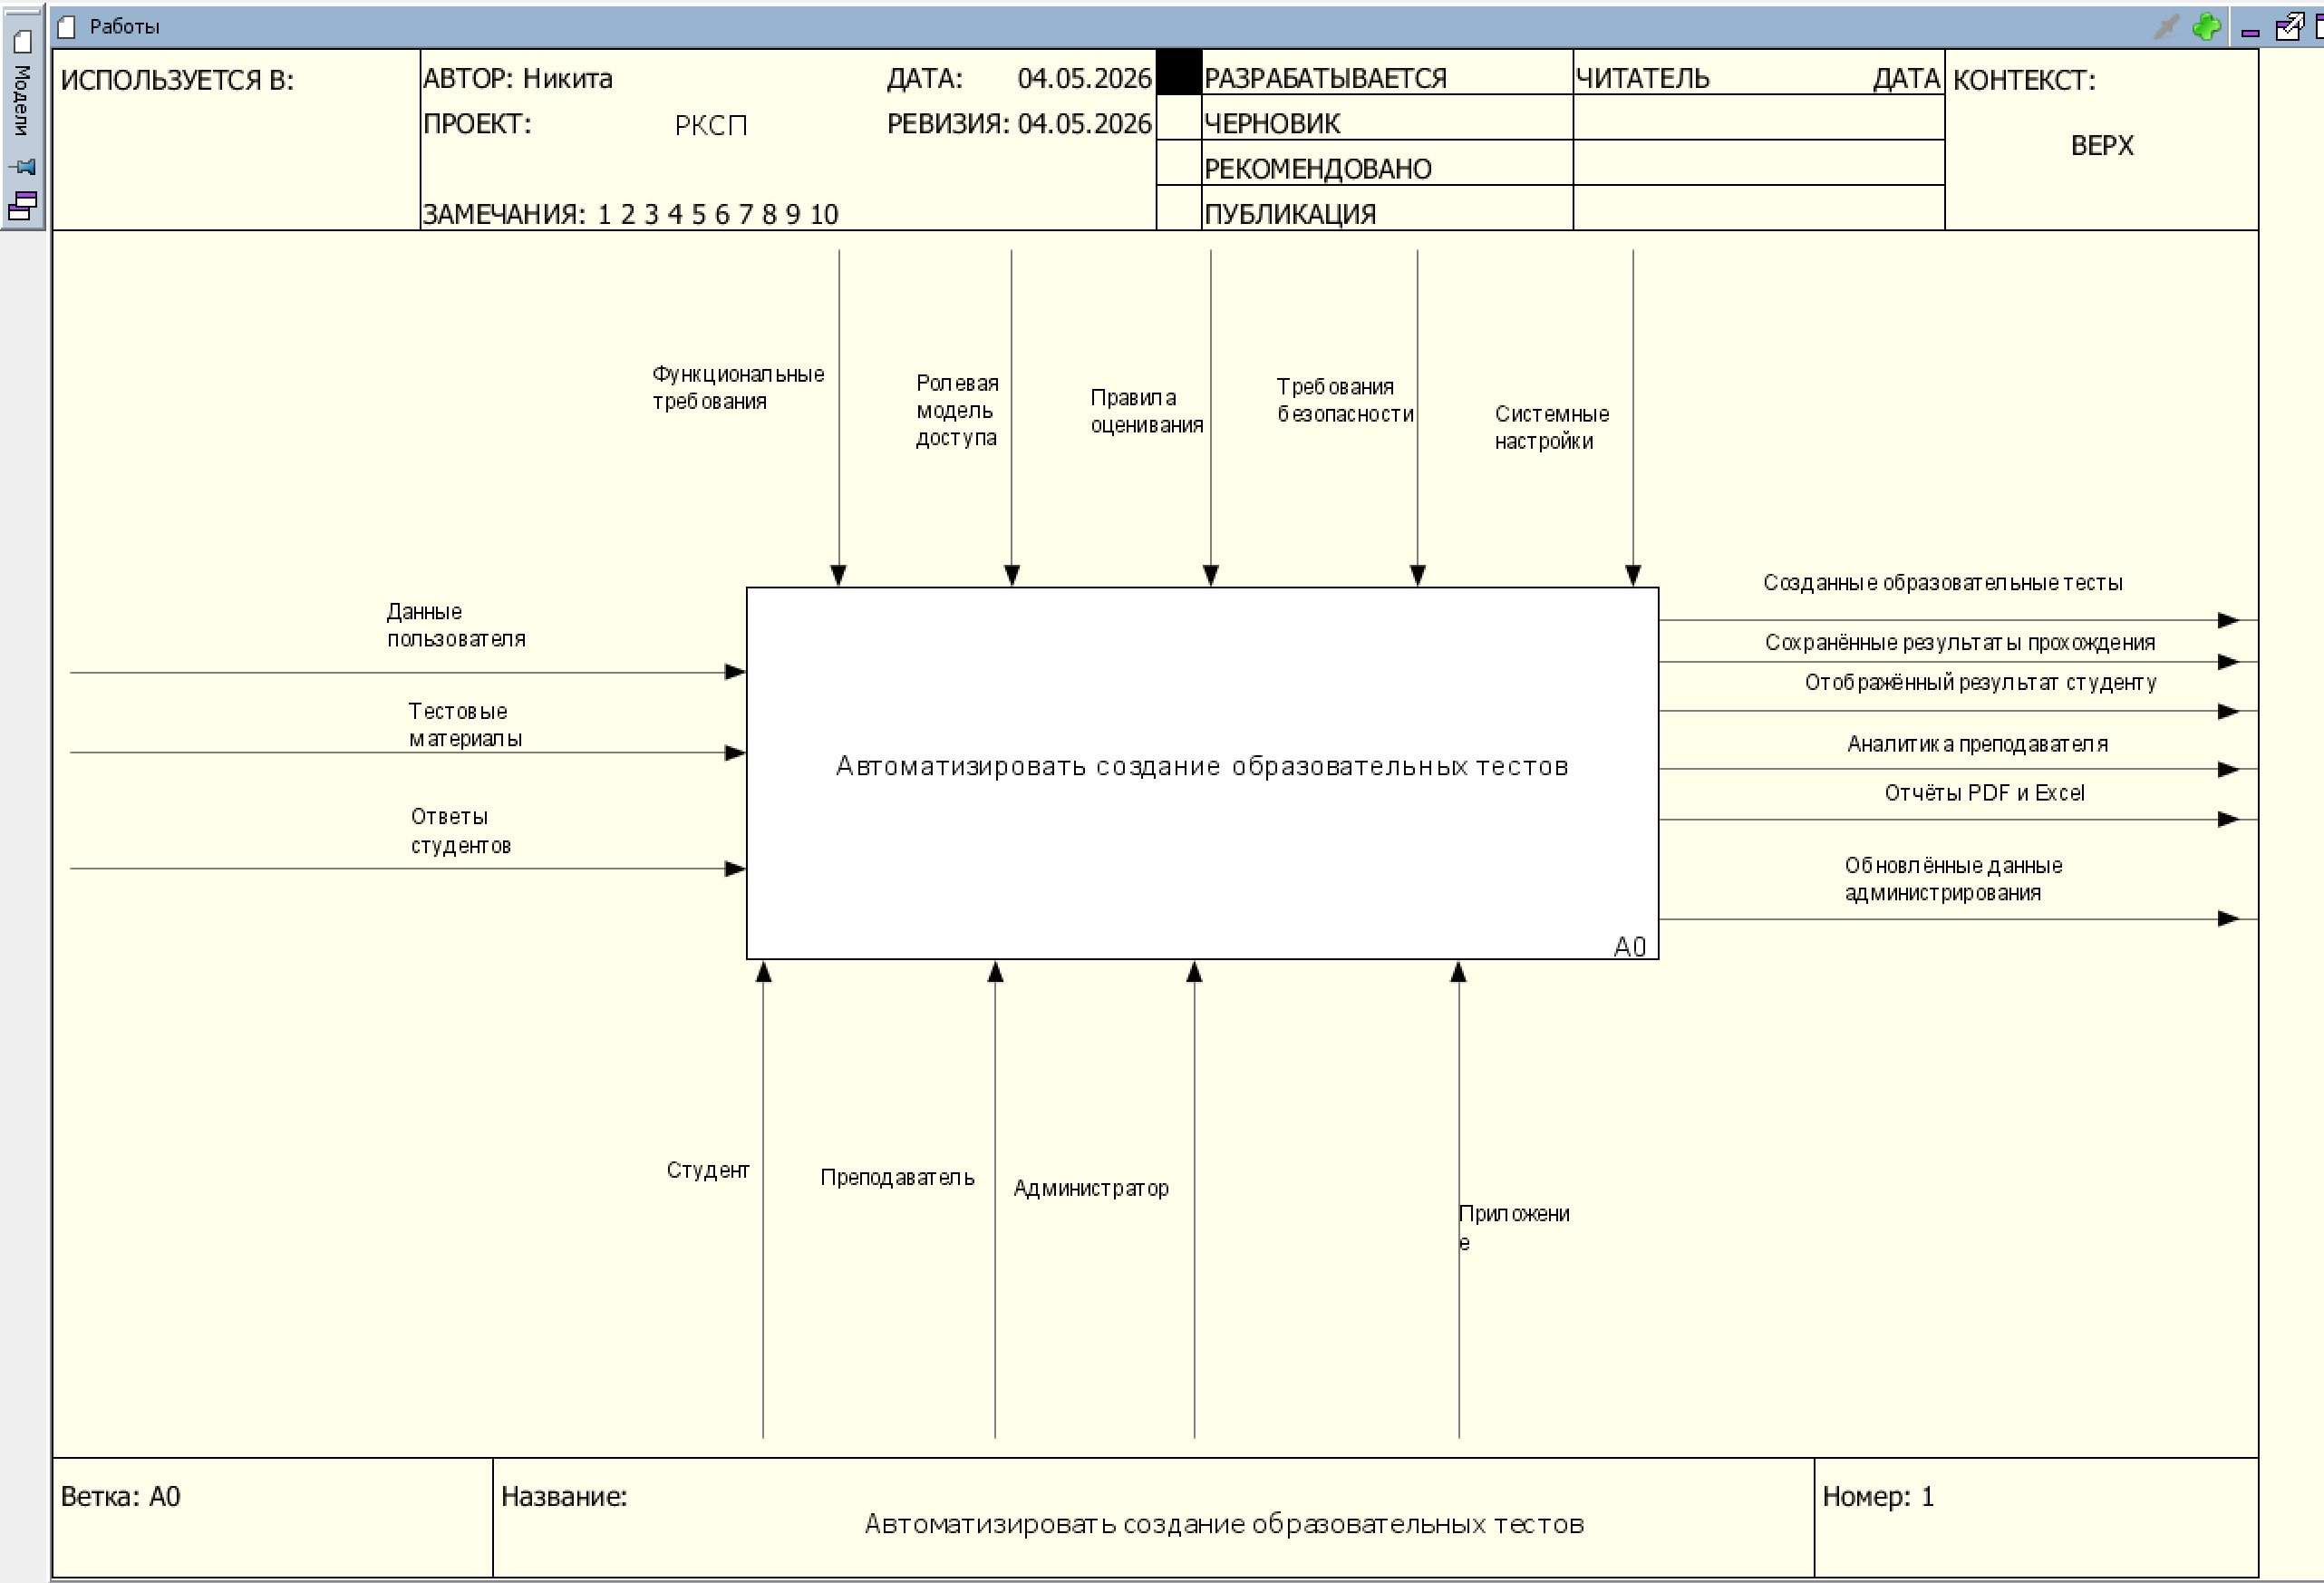 Работы
Модели
ИСПОЛЬЗУЕТСЯ В:
АВТОР: Никита
ДАТА: 04.05.2026
ПРОЕКТ: РКСП
РЕВИЗИЯ: 04.05.2026
ЗАМЕЧАНИЯ: 1 2 3 4 5 6 7 8 9 10
РАЗРАБАТЫВАЕТСЯ
ЧЕРНОВИК
РЕКОМЕНДОВАНО
ПУБЛИКАЦИЯ
ЧИТАТЕЛЬ ДАТА
КОНТЕКСТ:
ВЕРХ
Функциональные
требования
Ролевая
модель
доступа
Правила
оценивания
Требования
безопасности
Системные
настройки
Данные
пользователя
Тестовые
материалы
Ответы
студентов
Автоматизировать создание образовательных тестов
A0
Созданные образовательные тесты
Сохранённые результаты прохождения
Отображённый результат студенту
Аналитика преподавателя
Отчёты PDF и Excel
Обновлённые данные
администрирования
Студент
Преподаватель
Администратор
Приложени
е
Ветка: A0
Название:
Автоматизировать создание образовательных тестов
Номер: 1